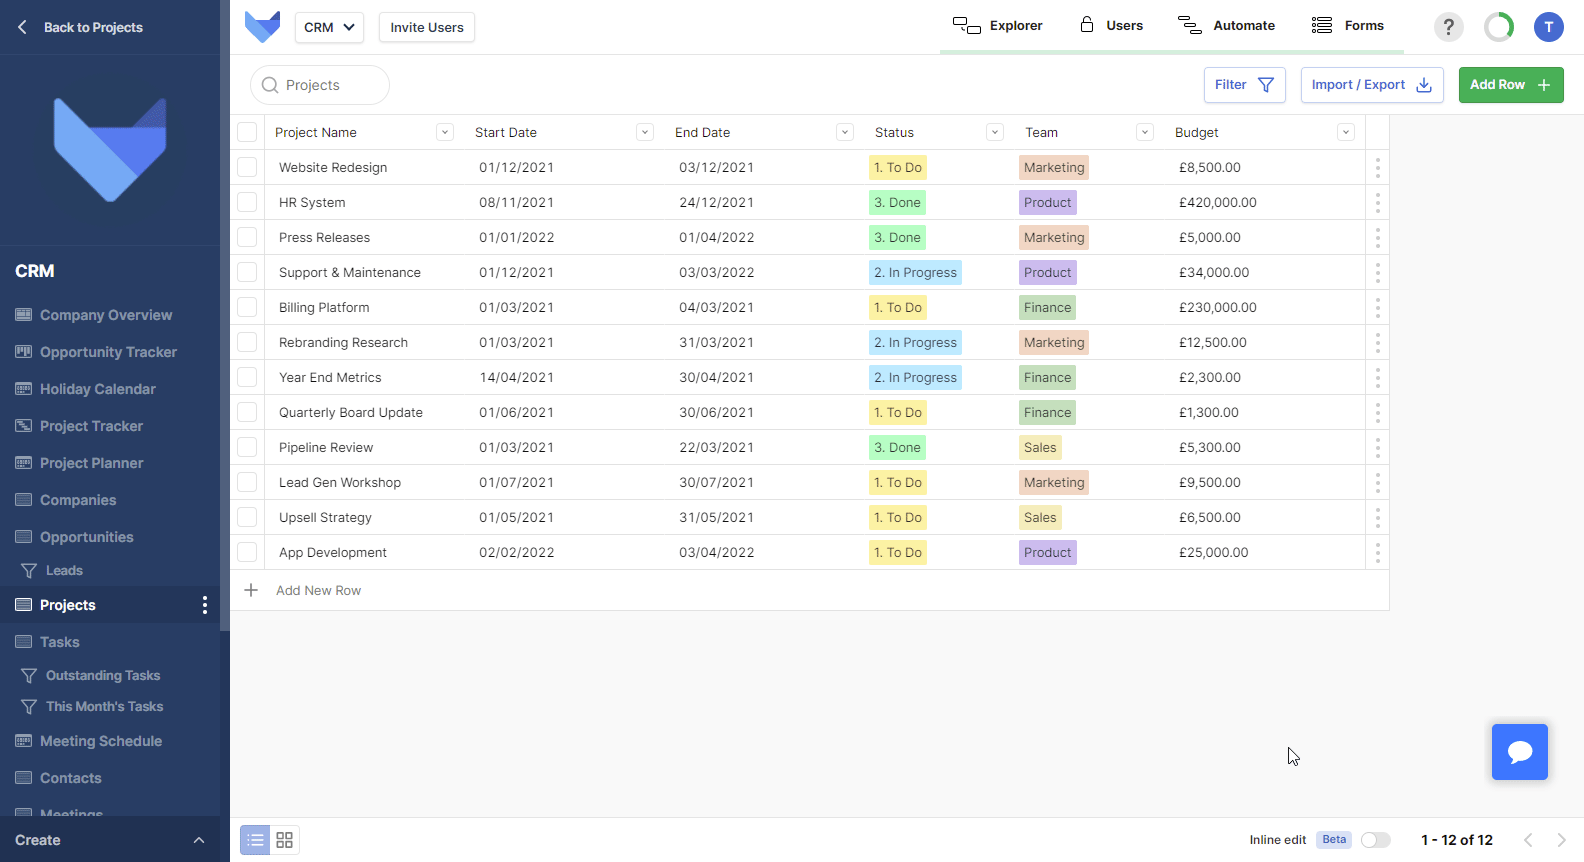 Back to Projects
CRM
Company Overview
Opportunity Tracker
Holiday Calendar
Project Tracker
Project Planner
Companies
Opportunities
Leads
Projects
Tasks
Outstanding Tasks
This Month's Tasks
Meeting Schedule
Contacts
Meetings
Create
CRM Invite Users Explorer Users Automate Forms ? T
Projects Filter Import / Export Add Row
Project Name Start Date End Date Status Team Budget
Website Redesign 01/12/2021 03/12/2021 1. To Do Marketing £8,500.00
HR System 08/11/2021 24/12/2021 3. Done Product £420,000.00
Press Releases 01/01/2022 01/04/2022 3. Done Marketing £5,000.00
Support & Maintenance 01/12/2021 03/03/2022 2. In Progress Product £34,000.00
Billing Platform 01/03/2021 04/03/2021 1. To Do Finance £230,000.00
Rebranding Research 01/03/2021 31/03/2021 2. In Progress Marketing £12,500.00
Year End Metrics 14/04/2021 30/04/2021 2. In Progress Finance £2,300.00
Quarterly Board Update 01/06/2021 30/06/2021 1. To Do Finance £1,300.00
Pipeline Review 01/03/2021 22/03/2021 3. Done Sales £5,300.00
Lead Gen Workshop 01/07/2021 30/07/2021 1. To Do Marketing £9,500.00
Upsell Strategy 01/05/2021 31/05/2021 1. To Do Sales £6,500.00
App Development 02/02/2022 03/04/2022 1. To Do Product £25,000.00
Add New Row
Inline edit Beta 1 - 12 of 12